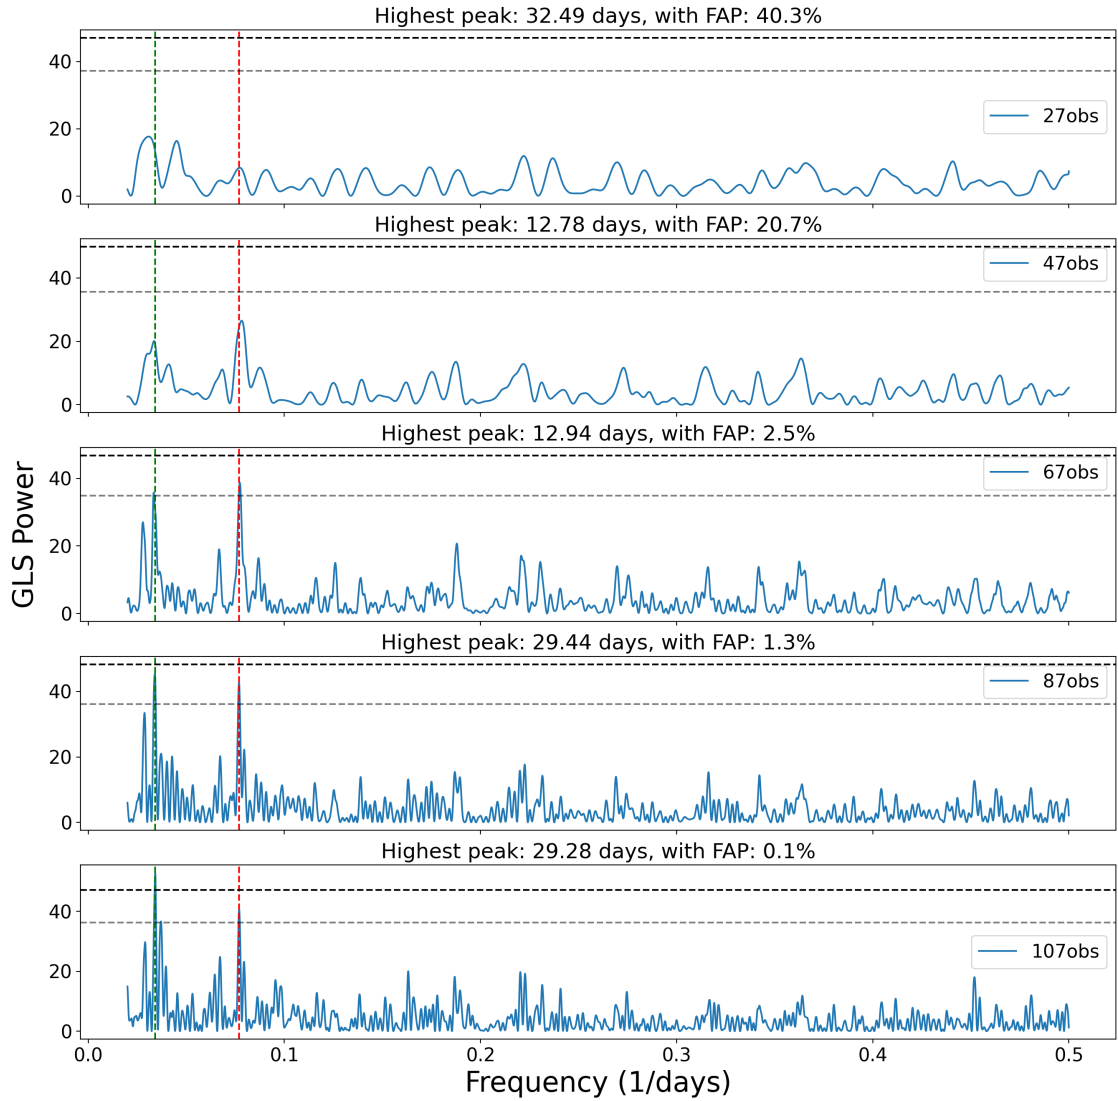 Highest peak: 32.49 days, with FAP: 40.3%
40
20
0
27obs
Highest peak: 12.78 days, with FAP: 20.7%
40
20
0
47obs
Highest peak: 12.94 days, with FAP: 2.5%
40
20
0
67obs
GLS Power
Highest peak: 29.44 days, with FAP: 1.3%
40
20
0
87obs
Highest peak: 29.28 days, with FAP: 0.1%
40
20
0
107obs
0.0 0.1 0.2 0.3 0.4 0.5
Frequency (1/days)